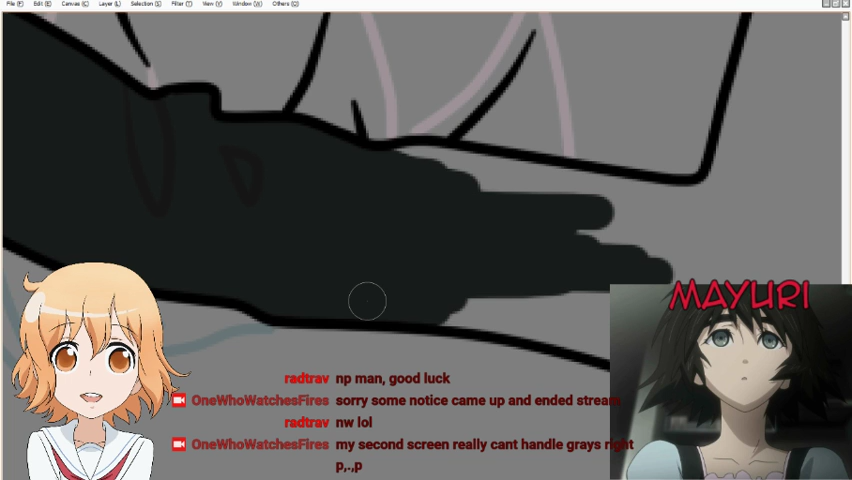 File (F) Edit (E) Canvas (C) Layer (L) Selection (S) Filter (T) View (V) Window (W) Others (O)
MAYURI
radtrav np man, good luck
OneWhoWatchesFires sorry some notice came up and ended stream
radtrav nw lol
OneWhoWatchesFires my second screen really cant handle grays right
p,.,p